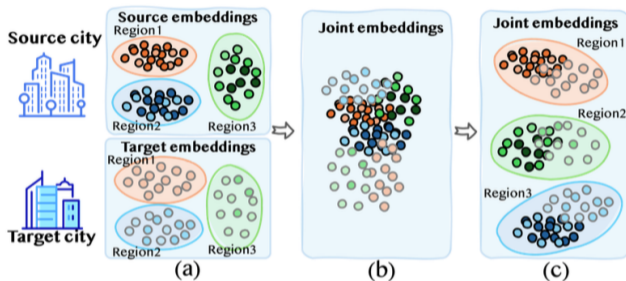 Source city
Source embeddings
Region1
Region2
Region3
Target city
Target embeddings
Region1
Region2
Region3
(a)
Joint embeddings
(b)
Joint embeddings
Region1
Region2
Region3
(c)